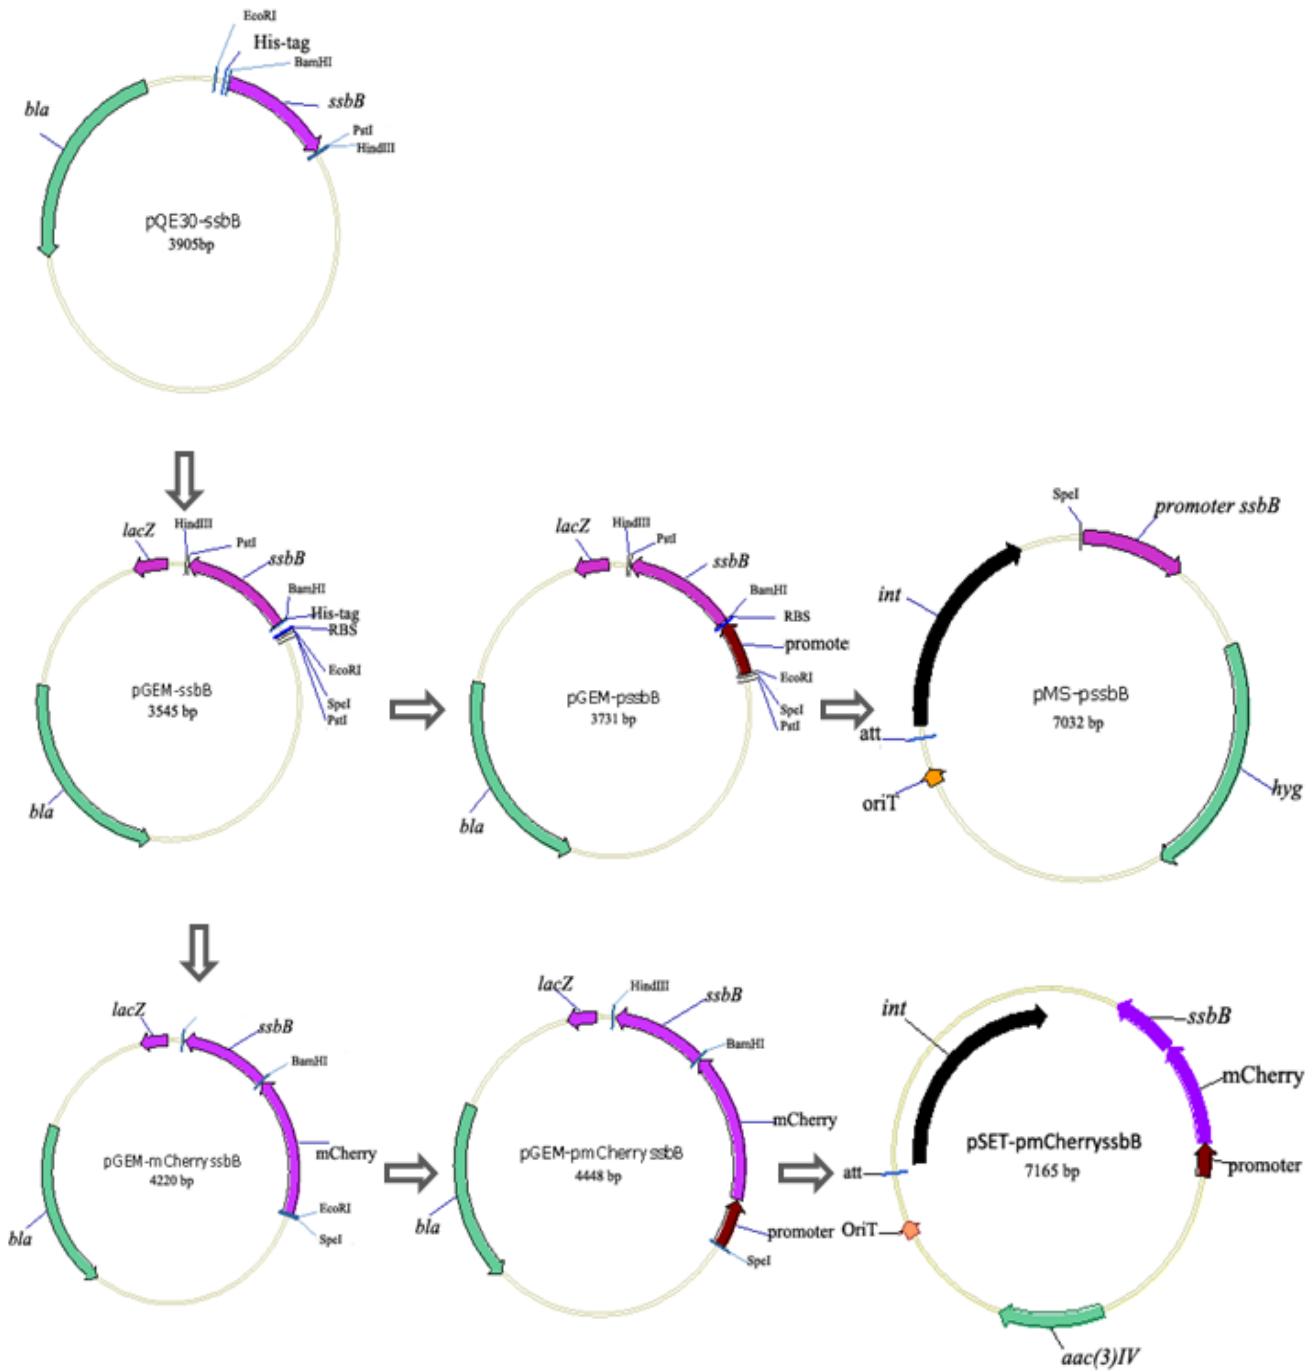 EcoRI
His-tag
BamHI
bla
ssbB
PstI
HindIII
pQE30-ssbB
3905bp
lacZ
HindIII
PstI
ssbB
BamHI
His-tag
RBS
EcoRI
SpeI
PstI
pGEM-ssbB
3545 bp
bla
lacZ
HindIII
PstI
ssbB
BamHI
RBS
promote
EcoRI
SpeI
PstI
pGEM-pssbB
3731 bp
bla
SpeI
promoter ssbB
int
pMS-pssbB
7032 bp
att
oriT
hyg
lacZ
ssbB
BamHI
mCherry
pGEM-mCherryssbB
4220 bp
EcoRI
SpeI
bla
lacZ
HindIII
ssbB
BamHI
mCherry
pGEM-pmCherryssbB
4448 bp
bla
promoter
SpeI
int
ssbB
mCherry
pSET-pmCherryssbB
7165 bp
att
promoter
OriT
aac(3)IV